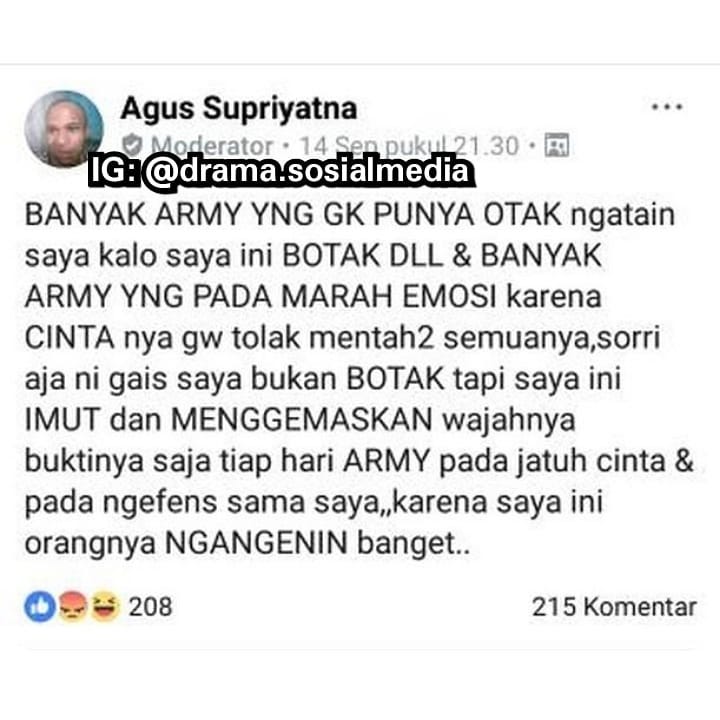 Agus Supriyatna
Moderator • 14 Sep pukul 21.30 •
IG: @drama.sosialmedia
BANYAK ARMY YNG GK PUNYA OTAK ngatain
saya kalo saya ini BOTAK DLL & BANYAK
ARMY YNG PADA MARAH EMOSI karena
CINTA nya gw tolak mentah2 semuanya,sorri
aja ni gais saya bukan BOTAK tapi saya ini
IMUT dan MENGGEMASKAN wajahnya
buktinya saja tiap hari ARMY pada jatuh cinta &
pada ngefens sama saya,,karena saya ini
orangnya NGANGENIN banget..
208
215 Komentar